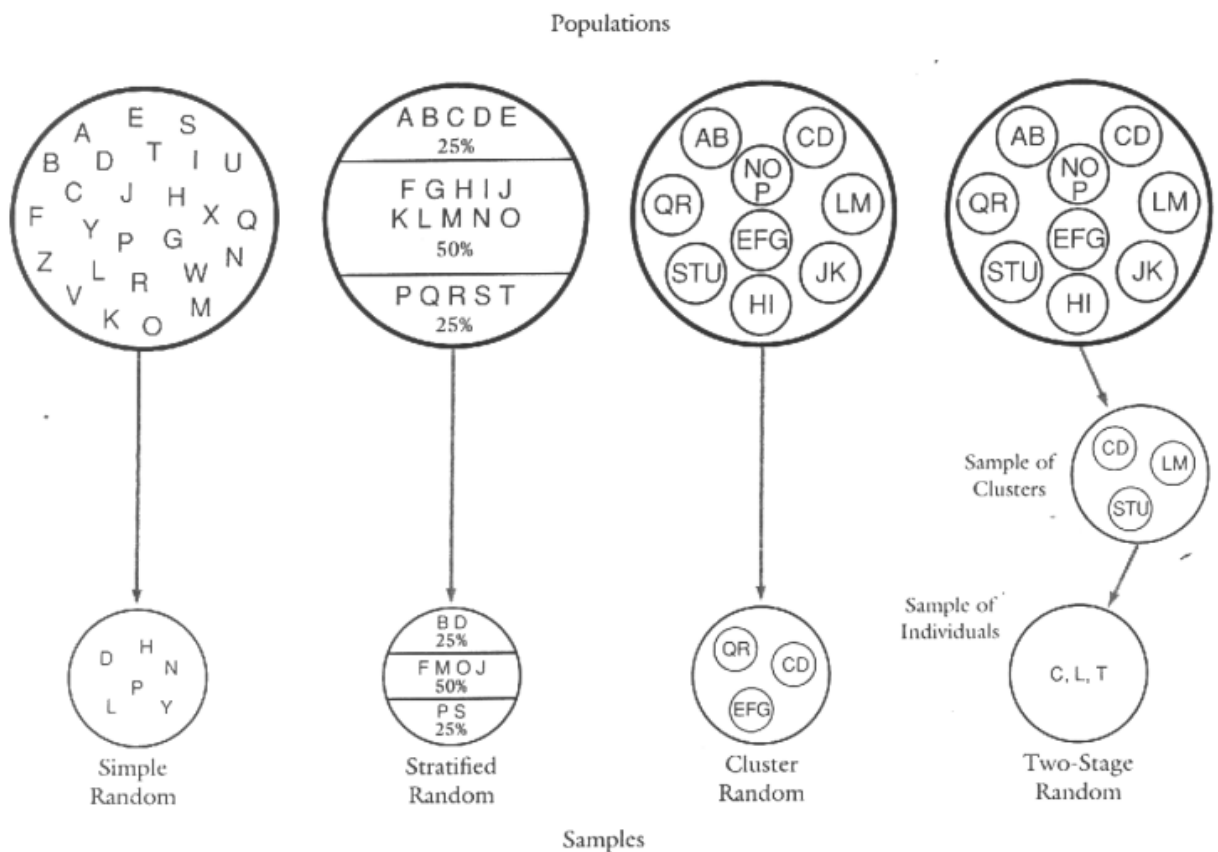 Populations
E S
A
T
B D I U
C J H
F X Q
Y P G
Z L W N
V R
K O M
A B C D E
25%
F G H I J
K L M N O
50%
P Q R S T
25%
AB
CD
NO
P
QR
LM
EFG
STU
JK
HI
AB
CD
NO
P
QR
LM
EFG
STU
JK
HI
Sample of
Clusters
CD
LM
STU
D H
N
P
L Y
B D
25%
F M O J
50%
P S
25%
QR
CD
EFG
Sample of
Individuals
C, L, T
Simple
Random
Stratified
Random
Cluster
Random
Two-Stage
Random
Samples